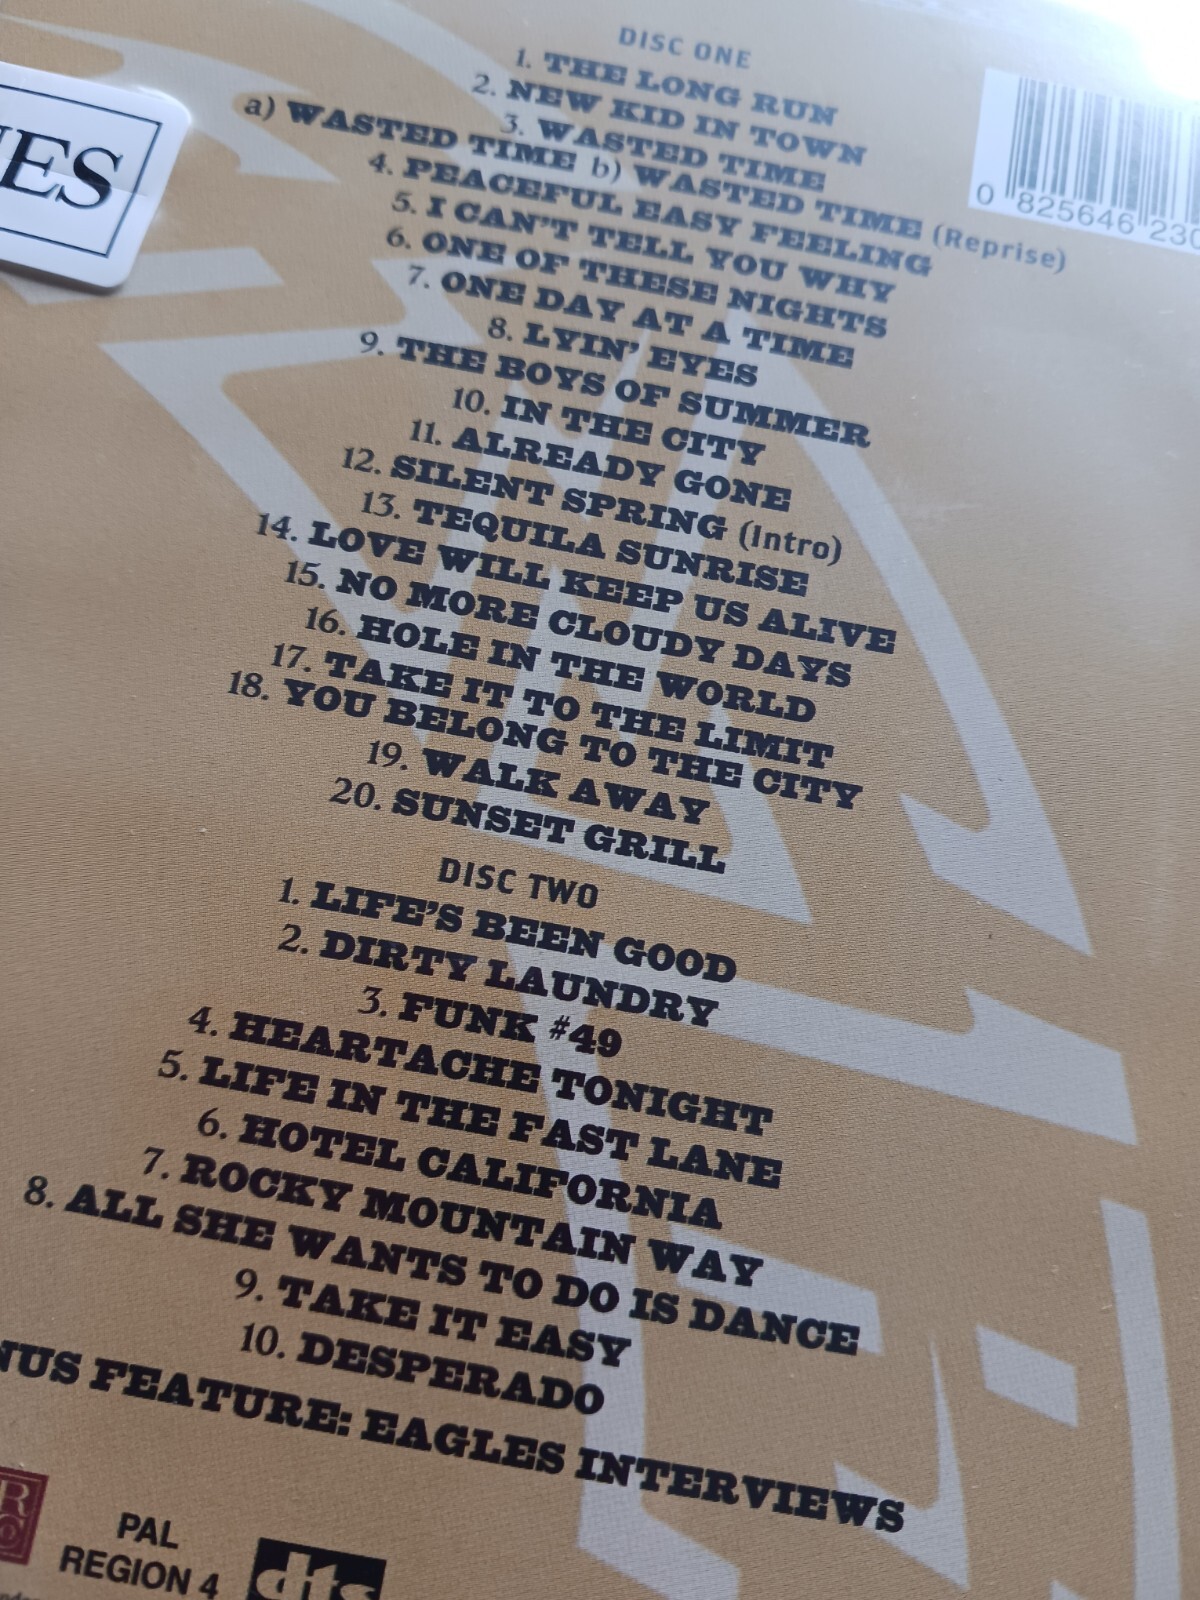 DISC ONE
1. THE LONG RUN
2. NEW KID IN TOWN
3. WASTED TIME
a) WASTED TIME b) WASTED TIME (Reprise)
4. PEACEFUL EASY FEELING
5. I CAN'T TELL YOU WHY
6. ONE OF THESE NIGHTS
7. ONE DAY AT A TIME
8. LYIN' EYES
9. THE BOYS OF SUMMER
10. IN THE CITY
11. ALREADY GONE
12. SILENT SPRING (Intro)
13. TEQUILA SUNRISE
14. LOVE WILL KEEP US ALIVE
15. NO MORE CLOUDY DAYS
16. HOLE IN THE WORLD
17. TAKE IT TO THE LIMIT
18. YOU BELONG TO THE CITY
19. WALK AWAY
20. SUNSET GRILL
DISC TWO
1. LIFE'S BEEN GOOD
2. DIRTY LAUNDRY
3. FUNK #49
4. HEARTACHE TONIGHT
5. LIFE IN THE FAST LANE
6. HOTEL CALIFORNIA
7. ROCKY MOUNTAIN WAY
8. ALL SHE WANTS TO DO IS DANCE
9. TAKE IT EASY
10. DESPERADO
NUS FEATURE: EAGLES INTERVIEWS
PAL
REGION 4
dts
R
ES
0 825646 230